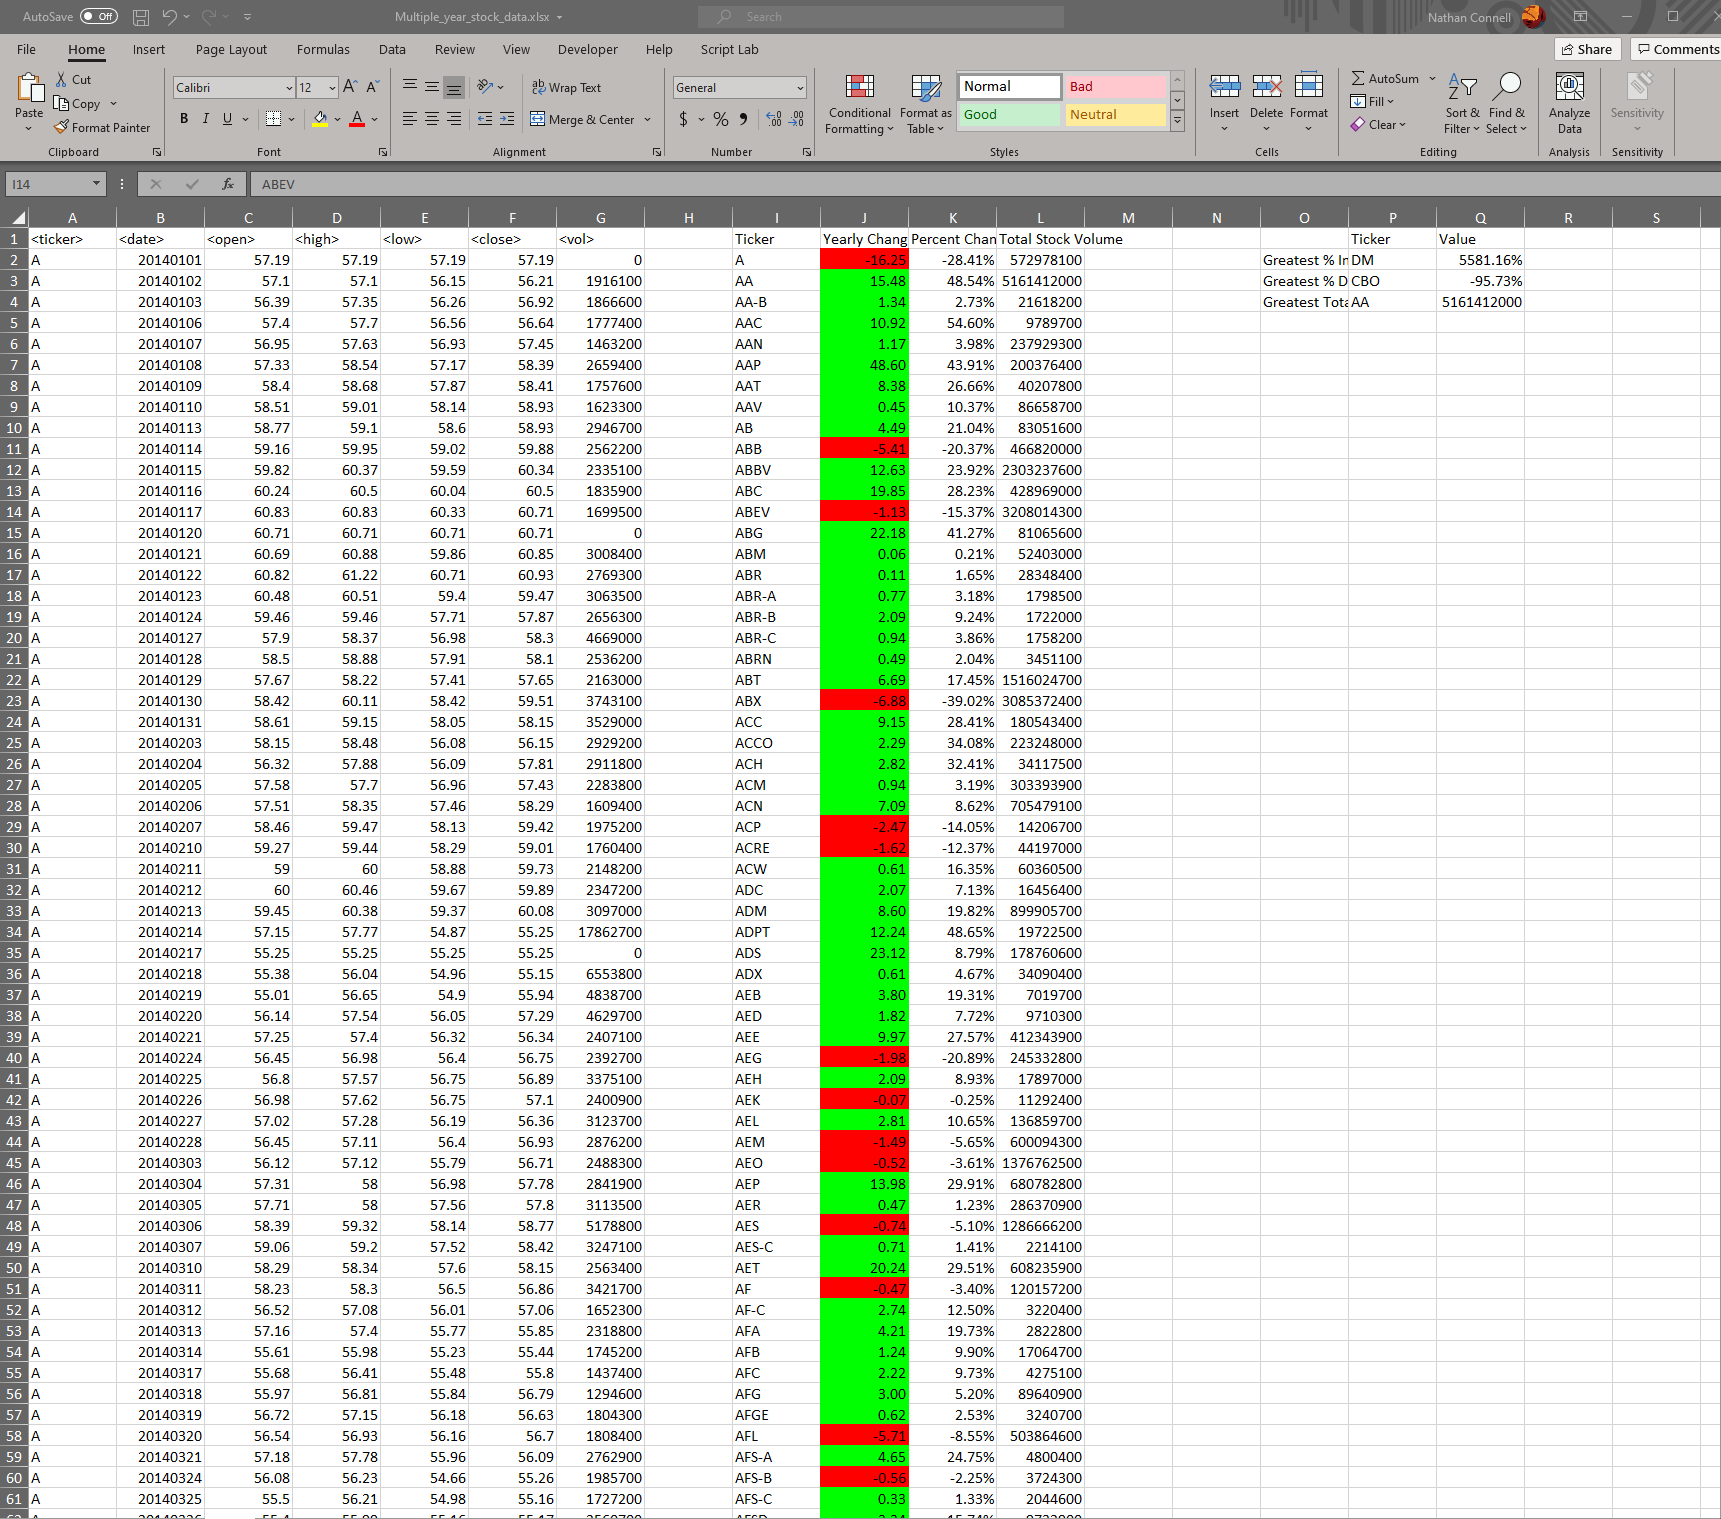 AutoSave Off Multiple_year_stock_data.xlsx Search Nathan Connell
File Home Insert Page Layout Formulas Data Review View Developer Help Script Lab Share Comments
Paste Cut Copy Format Painter Clipboard
Calibri 12 B I U A Font
Wrap Text Merge & Center Alignment
General $ % Number
Conditional Formatting Format as Table Normal Bad Good Neutral Styles
Insert Delete Format Cells
AutoSum Fill Clear Sort & Filter Find & Select Editing
Analyze Data Analysis
Sensitivity Sensitivity
I14 fx ABEV
A B C D E F G H I J K L M N O P Q R S
1 <ticker> <date> <open> <high> <low> <close> <vol> Ticker Yearly Chang Percent Chan Total Stock Volume Ticker Value
2 A 20140101 57.19 57.19 57.19 57.19 0 A -16.25 -28.41% 572978100 Greatest % In DM 5581.16%
3 A 20140102 57.1 57.1 56.15 56.21 1916100 AA 15.48 48.54% 5161412000 Greatest % D CBO -95.73%
4 A 20140103 56.39 57.35 56.26 56.92 1866600 AA-B 1.34 2.73% 21618200 Greatest Tota AA 5161412000
5 A 20140106 57.4 57.7 56.56 56.64 1777400 AAC 10.92 54.60% 9789700
6 A 20140107 56.95 57.63 56.93 57.45 1463200 AAN 1.17 3.98% 237929300
7 A 20140108 57.33 58.54 57.17 58.39 2659400 AAP 48.60 43.91% 200376400
8 A 20140109 58.4 58.68 57.87 58.41 1757600 AAT 8.38 26.66% 40207800
9 A 20140110 58.51 59.01 58.14 58.93 1623300 AAV 0.45 10.37% 86658700
10 A 20140113 58.77 59.1 58.6 58.93 2946700 AB 4.49 21.04% 83051600
11 A 20140114 59.16 59.95 59.02 59.88 2562200 ABB -5.41 -20.37% 466820000
12 A 20140115 59.82 60.37 59.59 60.34 2335100 ABBV 12.63 23.92% 2303237600
13 A 20140116 60.24 60.5 60.04 60.5 1835900 ABC 19.85 28.23% 428969000
14 A 20140117 60.83 60.83 60.33 60.71 1699500 ABEV -1.13 -15.37% 3208014300
15 A 20140120 60.71 60.71 60.71 60.71 0 ABG 22.18 41.27% 81065600
16 A 20140121 60.69 60.88 59.86 60.85 3008400 ABM 0.06 0.21% 52403000
17 A 20140122 60.82 61.22 60.71 60.93 2769300 ABR 0.11 1.65% 28348400
18 A 20140123 60.48 60.51 59.4 59.47 3063500 ABR-A 0.77 3.18% 1798500
19 A 20140124 59.46 59.46 57.71 57.87 2656300 ABR-B 2.09 9.24% 1722000
20 A 20140127 57.9 58.37 56.98 58.3 4669000 ABR-C 0.94 3.86% 1758200
21 A 20140128 58.5 58.88 57.91 58.1 2536200 ABRN 0.49 2.04% 3451100
22 A 20140129 57.67 58.22 57.41 57.65 2163000 ABT 6.69 17.45% 1516024700
23 A 20140130 58.42 60.11 58.42 59.51 3743100 ABX -6.88 -39.02% 3085372400
24 A 20140131 58.61 59.15 58.05 58.15 3529000 ACC 9.15 28.41% 180543400
25 A 20140203 58.15 58.48 56.08 56.15 2929200 ACCO 2.29 34.08% 223248000
26 A 20140204 56.32 57.88 56.09 57.81 2911800 ACH 2.82 32.41% 34117500
27 A 20140205 57.58 57.7 56.96 57.43 2283800 ACM 0.94 3.19% 303393900
28 A 20140206 57.51 58.35 57.46 58.29 1609400 ACN 7.09 8.62% 705479100
29 A 20140207 58.46 59.47 58.13 59.42 1975200 ACP -2.47 -14.05% 14206700
30 A 20140210 59.27 59.44 58.29 59.01 1760400 ACRE -1.62 -12.37% 44197000
31 A 20140211 59 60 58.88 59.73 2148200 ACW 0.61 16.35% 60360500
32 A 20140212 60 60.46 59.67 59.89 2347200 ADC 2.07 7.13% 16456400
33 A 20140213 59.45 60.38 59.37 60.08 3097000 ADM 8.60 19.82% 899905700
34 A 20140214 57.15 57.77 54.87 55.25 17862700 ADPT 12.24 48.65% 19722500
35 A 20140217 55.25 55.25 55.25 55.25 0 ADS 23.12 8.79% 178760600
36 A 20140218 55.38 56.04 54.96 55.15 6553800 ADX 0.61 4.67% 34090400
37 A 20140219 55.01 56.65 54.9 55.94 4838700 AEB 3.80 19.31% 7019700
38 A 20140220 56.14 57.54 56.05 57.29 4629700 AED 1.82 7.72% 9710300
39 A 20140221 57.25 57.4 56.32 56.34 2407100 AEE 9.97 27.57% 412343900
40 A 20140224 56.45 56.98 56.4 56.75 2392700 AEG -1.98 -20.89% 245332800
41 A 20140225 56.8 57.57 56.75 56.89 3375100 AEH 2.09 8.93% 17897000
42 A 20140226 56.98 57.62 56.75 57.1 2400900 AEK -0.07 -0.25% 11292400
43 A 20140227 57.02 57.28 56.19 56.36 3123700 AEL 2.81 10.65% 136859700
44 A 20140228 56.45 57.11 56.4 56.93 2876200 AEM -1.49 -5.65% 600094300
45 A 20140303 56.12 57.12 55.79 56.71 2488300 AEO -0.52 -3.61% 1376762500
46 A 20140304 57.31 58 56.98 57.78 2841900 AEP 13.98 29.91% 680782800
47 A 20140305 57.71 58 57.56 57.8 3113500 AER 0.47 1.23% 286370900
48 A 20140306 58.39 59.32 58.14 58.77 5178800 AES -0.74 -5.10% 1286666200
49 A 20140307 59.06 59.2 57.52 58.42 3247100 AES-C 0.71 1.41% 2214100
50 A 20140310 58.29 58.34 57.6 58.15 2563400 AET 20.24 29.51% 608235900
51 A 20140311 58.23 58.3 56.5 56.86 3421700 AF -0.47 -3.40% 120157200
52 A 20140312 56.52 57.08 56.01 57.06 1652300 AF-C 2.74 12.50% 3220400
53 A 20140313 57.16 57.4 55.77 55.85 2318800 AFA 4.21 19.73% 2822800
54 A 20140314 55.61 55.98 55.23 55.44 1745200 AFB 1.24 9.90% 17064700
55 A 20140317 55.68 56.41 55.48 55.8 1437400 AFC 2.22 9.73% 4275100
56 A 20140318 55.97 56.81 55.84 56.79 1294600 AFG 3.00 5.20% 89640900
57 A 20140319 56.72 57.15 56.18 56.63 1804300 AFGE 0.62 2.53% 3240700
58 A 20140320 56.54 56.93 56.16 56.7 1808400 AFL -5.71 -8.55% 503864600
59 A 20140321 57.18 57.78 55.96 56.09 2762900 AFS-A 4.65 24.75% 4800400
60 A 20140324 56.08 56.23 54.66 55.26 1985700 AFS-B -0.56 -2.25% 3724300
61 A 20140325 55.5 56.21 54.98 55.16 1727200 AFS-C 0.33 1.33% 2044600